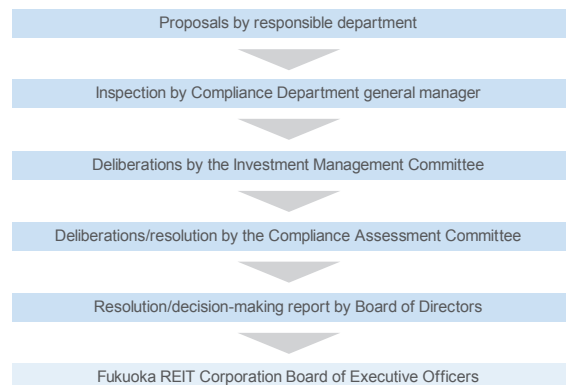 Proposals by responsible department
Inspection by Compliance Department general manager
Deliberations by the Investment Management Committee
Deliberations/resolution by the Compliance Assessment Committee
Resolution/decision-making report by Board of Directors
Fukuoka REIT Corporation Board of Executive Officers